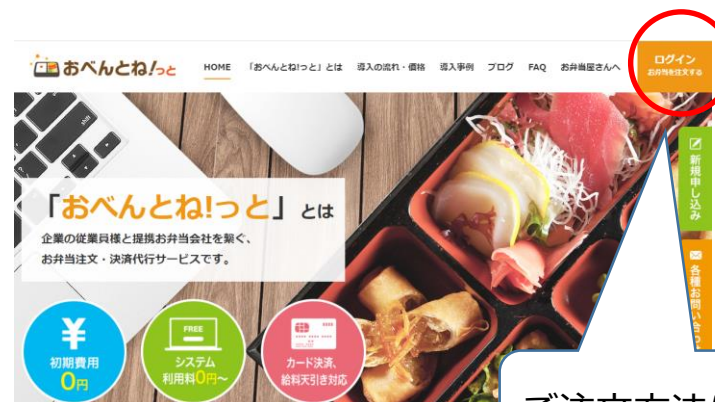 おべんとね!っと
HOME 「おべんとね!っと」とは 導入の流れ・価格 導入事例 ブログ FAQ お弁当屋さんへ
ログイン
お弁当を注文する
新規申し込み
各種お問い合わ
「おべんとね!っと」とは
企業の従業員様と提携お弁当会社を繋ぐ、
お弁当注文・決済代行サービスです。
¥
初期費用
0円
FREE
システム
利用料0円～
カード決済、
給料天引き対応
ご注文方法